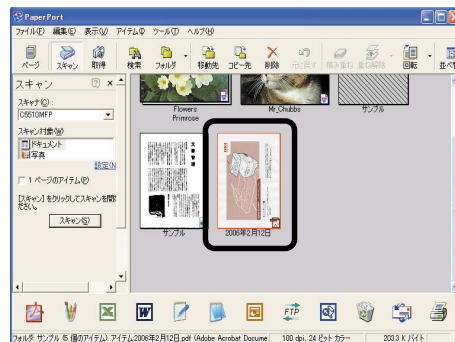 PaperPort
ファイル(F) 編集(E) 表示(V) アイテム(I) ツール(T) ヘルプ(H)
ページ スキャン 取得 検索 フォルダ 移動先 コピー先 削除 元に戻す 積み重ね 重ね解除 回転 並べ
スキャン
スキャナ(C):
C5510MFP
スキャン対象(W)
ドキュメント
写真
設定(N
1 ページのアイテム(P)
[スキャン] をクリックしてスキャンを開始
ださい。
スキャン(S)
Flowers
Primrose
Mr_Chubbs
サンプル
サンプル
2006年2月12日
FTP
フォルダ: サンプル (5 個のアイテム) アイテム:2006年2月12日.pdf (Adobe Acrobat Docume
100 dpi, 24 ビット カラー
203.3 K バイト